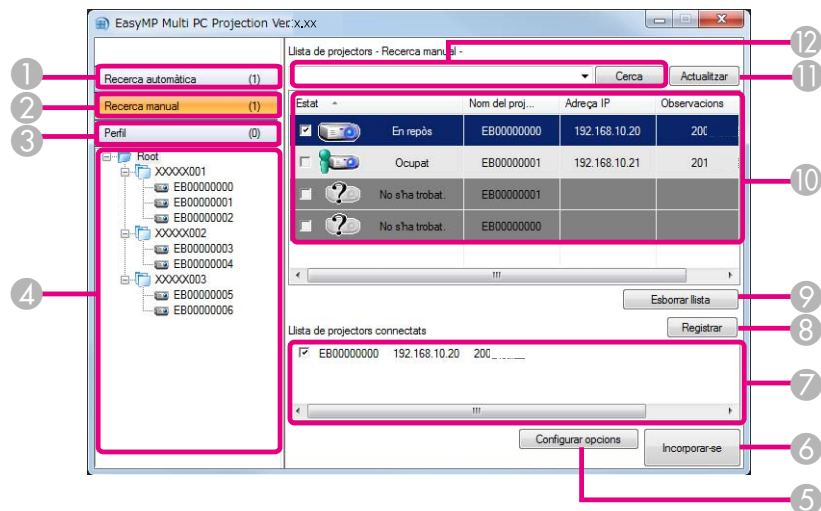 EasyMP Multi PC Projection Ver.x.xx
Llista de projectors - Recerca manual -
12
1
Recerca automàtica (1)
Cerca
Actualitzar
11
2
Recerca manual (1)
Estat
Nom del proj...
Adreça IP
Observacions
3
Perfil (0)
En repòs EB00000000 192.168.10.20 200
Root
XXXXX001
Ocupat EB00000001 192.168.10.21 201
EB00000000
10
EB00000001
No s'ha trobat. EB00000001
EB00000002
XXXXX002
No s'ha trobat. EB00000000
EB00000003
EB00000004
XXXXX003
4
EB00000005
Esborrar llista
9
EB00000006
Registrar
8
Llista de projectors connectats
EB00000000 192.168.10.20 200
7
Configurar opcions
Incorporar-se
6
5